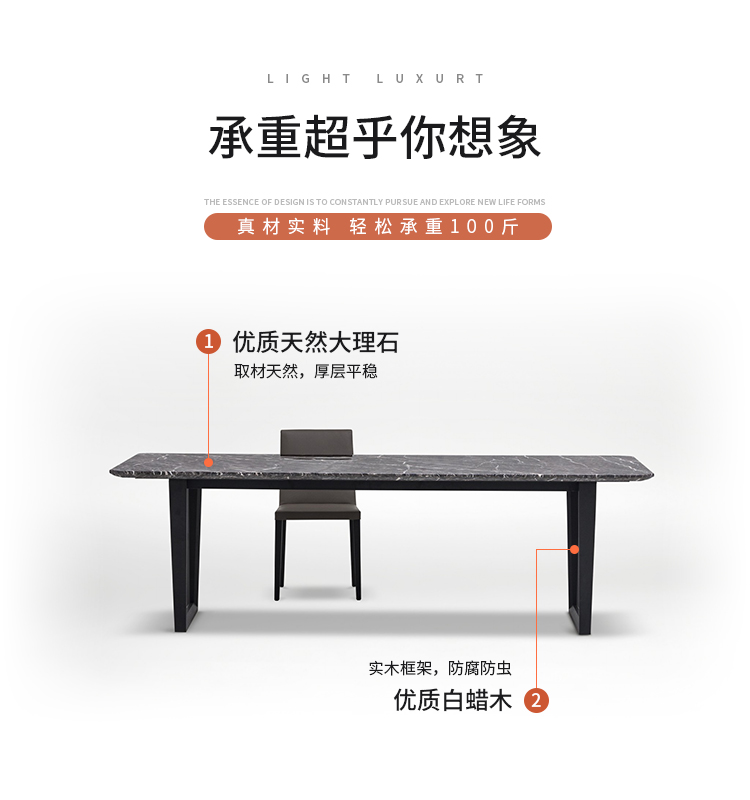 LIGHT LUXURT
承重超乎你想象
THE ESSENCE OF DESIGN IS TO CONSTANTLY PURSUE AND EXPLORE NEW LIFE FORMS
真材实料 轻松承重100斤
1 优质天然大理石
取材天然，厚层平稳
实木框架，防腐防虫
优质白蜡木 2